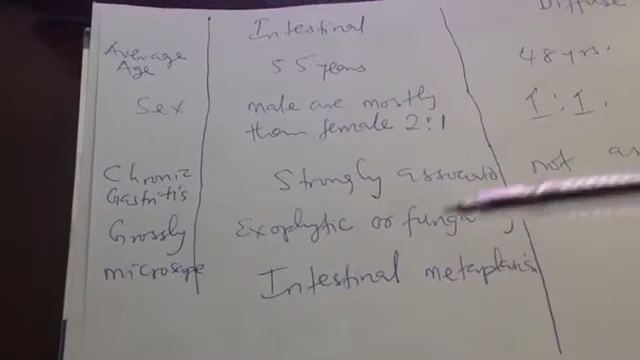 Intestinal Diffuse
Average 55 years 48 yrs.
Age
Sex male are mostly 1:1.
than female 2:1
Chronic Strongly associated not as
Gastritis
Grossly Exophytic or
microscope Intestinal metaplasia